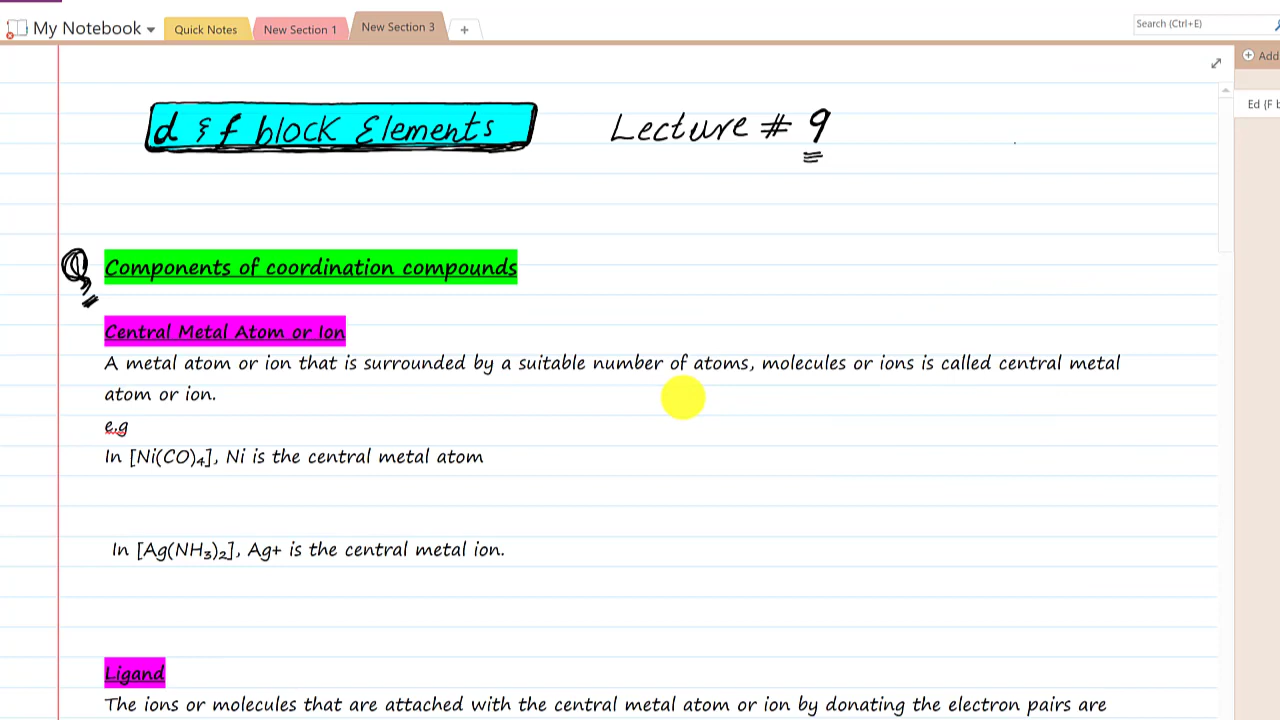 My Notebook
Quick Notes
New Section 1
New Section 3
Search (Ctrl+E)
Add
Ed {F b
d & f block Elements
Lecture # 9
Q
Components of coordination compounds
Central Metal Atom or Ion
A metal atom or ion that is surrounded by a suitable number of atoms, molecules or ions is called central metal
atom or ion.
e.g
In [Ni(CO)₄], Ni is the central metal atom
In [Ag(NH₃)₂], Ag+ is the central metal ion.
Ligand
The ions or molecules that are attached with the central metal atom or ion by donating the electron pairs are